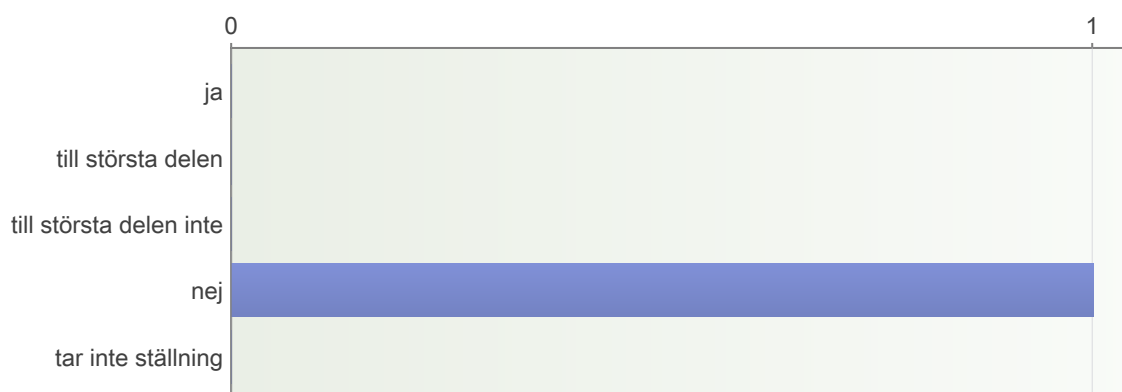 0 1
ja
till största delen
till största delen inte
nej
tar inte ställning